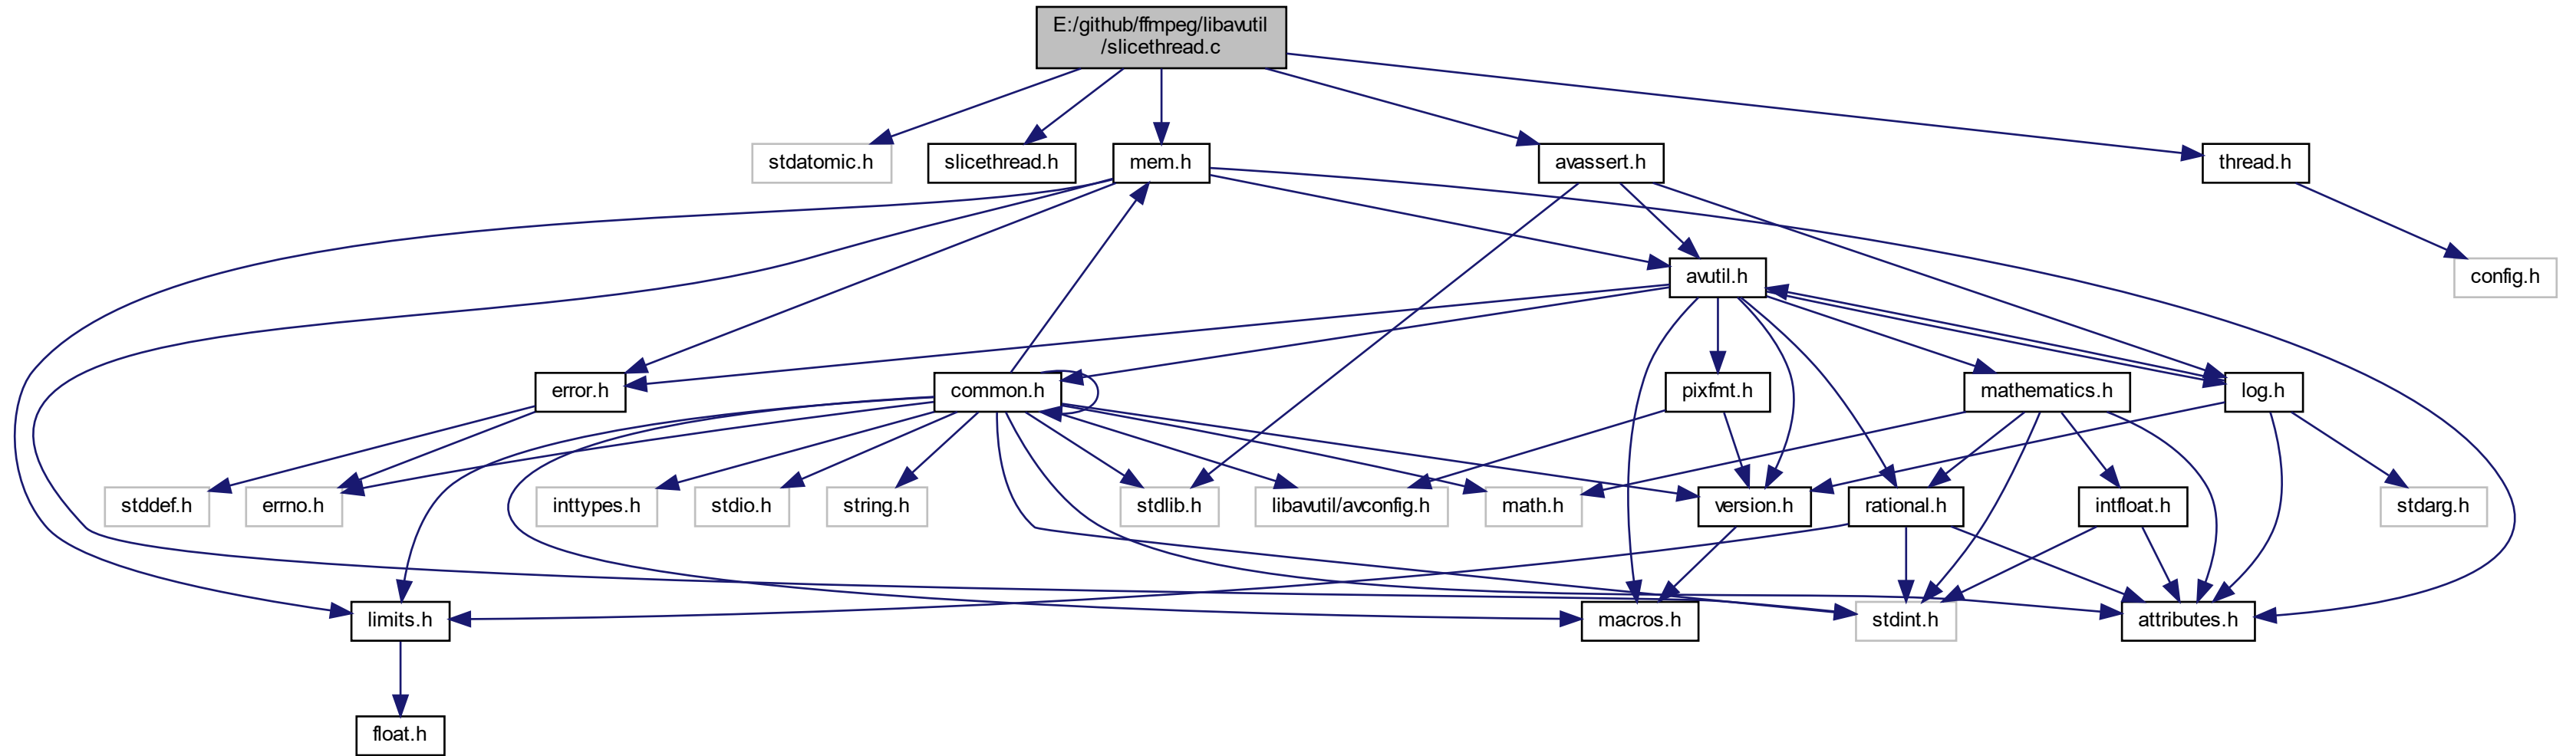 E:/github/ffmpeg/libavutil
/slicethread.c
stdatomic.h
slicethread.h
mem.h
avassert.h
thread.h
avutil.h
config.h
error.h
common.h
pixfmt.h
mathematics.h
log.h
stddef.h
errno.h
inttypes.h
stdio.h
string.h
stdlib.h
libavutil/avconfig.h
math.h
version.h
rational.h
intfloat.h
stdarg.h
limits.h
macros.h
stdint.h
attributes.h
float.h